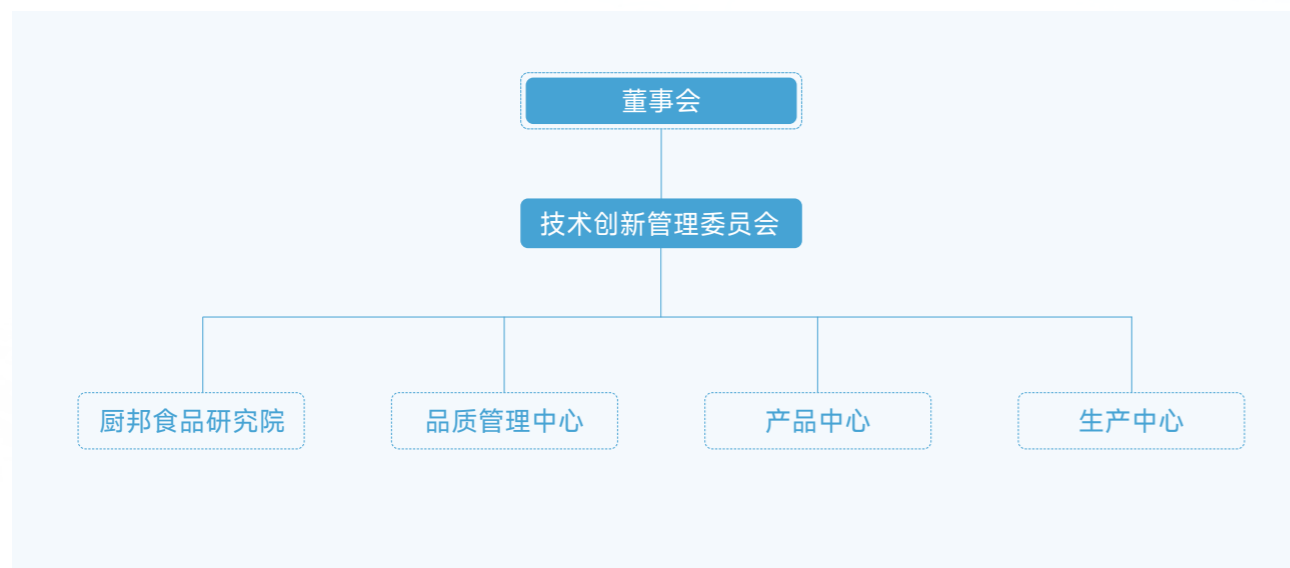 董事会
技术创新管理委员会
厨邦食品研究院
品质管理中心
产品中心
生产中心